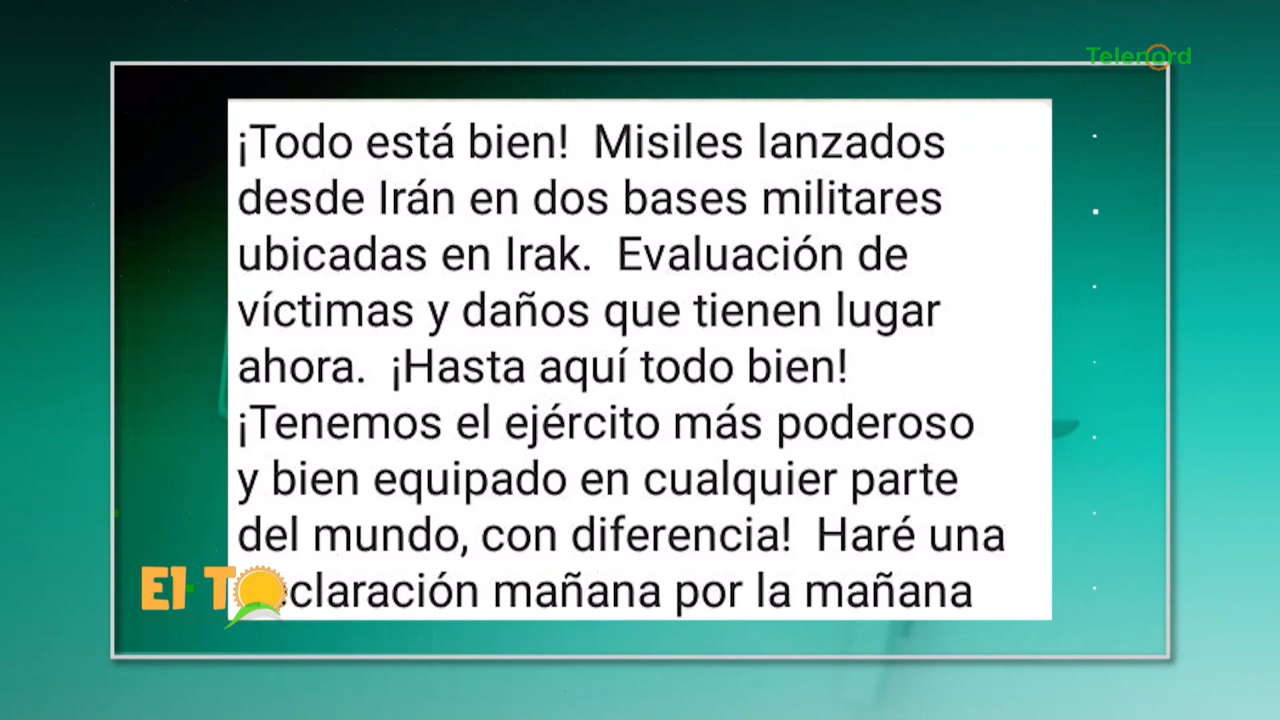 Telenord
¡Todo está bien! Misiles lanzados
desde Irán en dos bases militares
ubicadas en Irak. Evaluación de
víctimas y daños que tienen lugar
ahora. ¡Hasta aquí todo bien!
¡Tenemos el ejército más poderoso
y bien equipado en cualquier parte
del mundo, con diferencia! Haré una
eclaración mañana por la mañana
El T